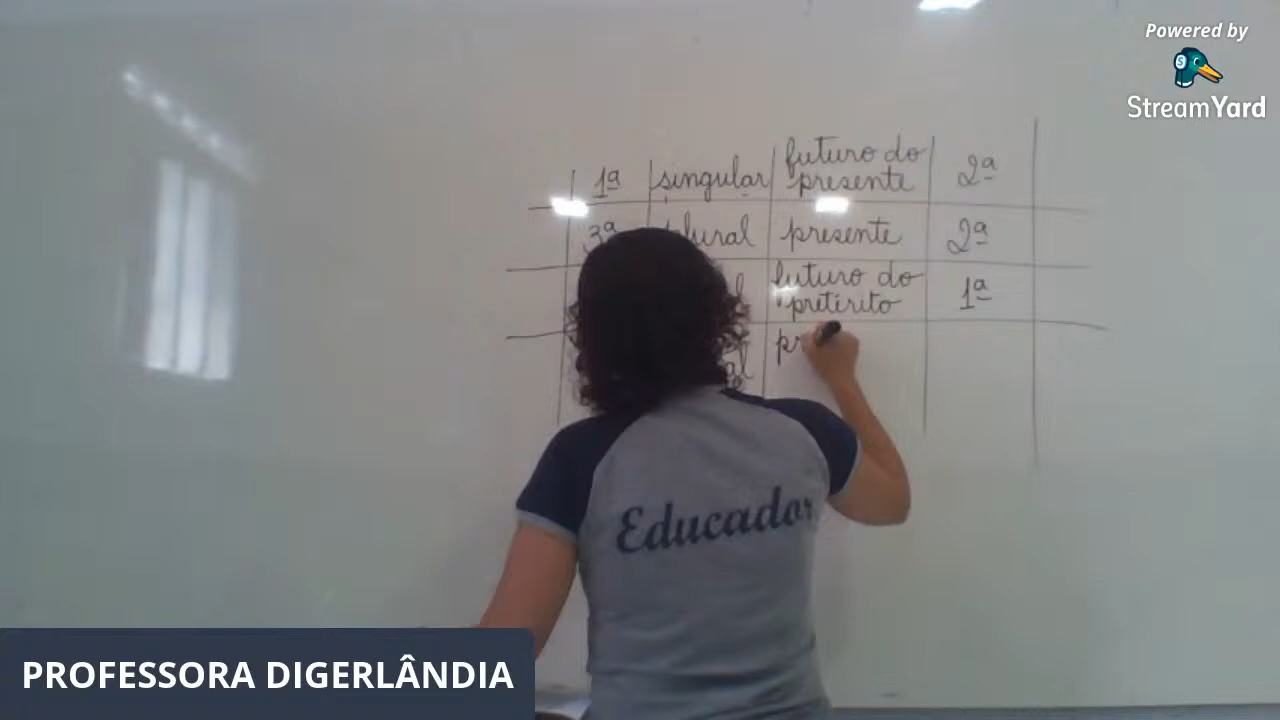 Powered by
StreamYard
1ª singular futuro do presente 2ª
3ª plural presente 2ª
futuro do pretérito 1ª
Educador
PROFESSORA DIGERLÂNDIA